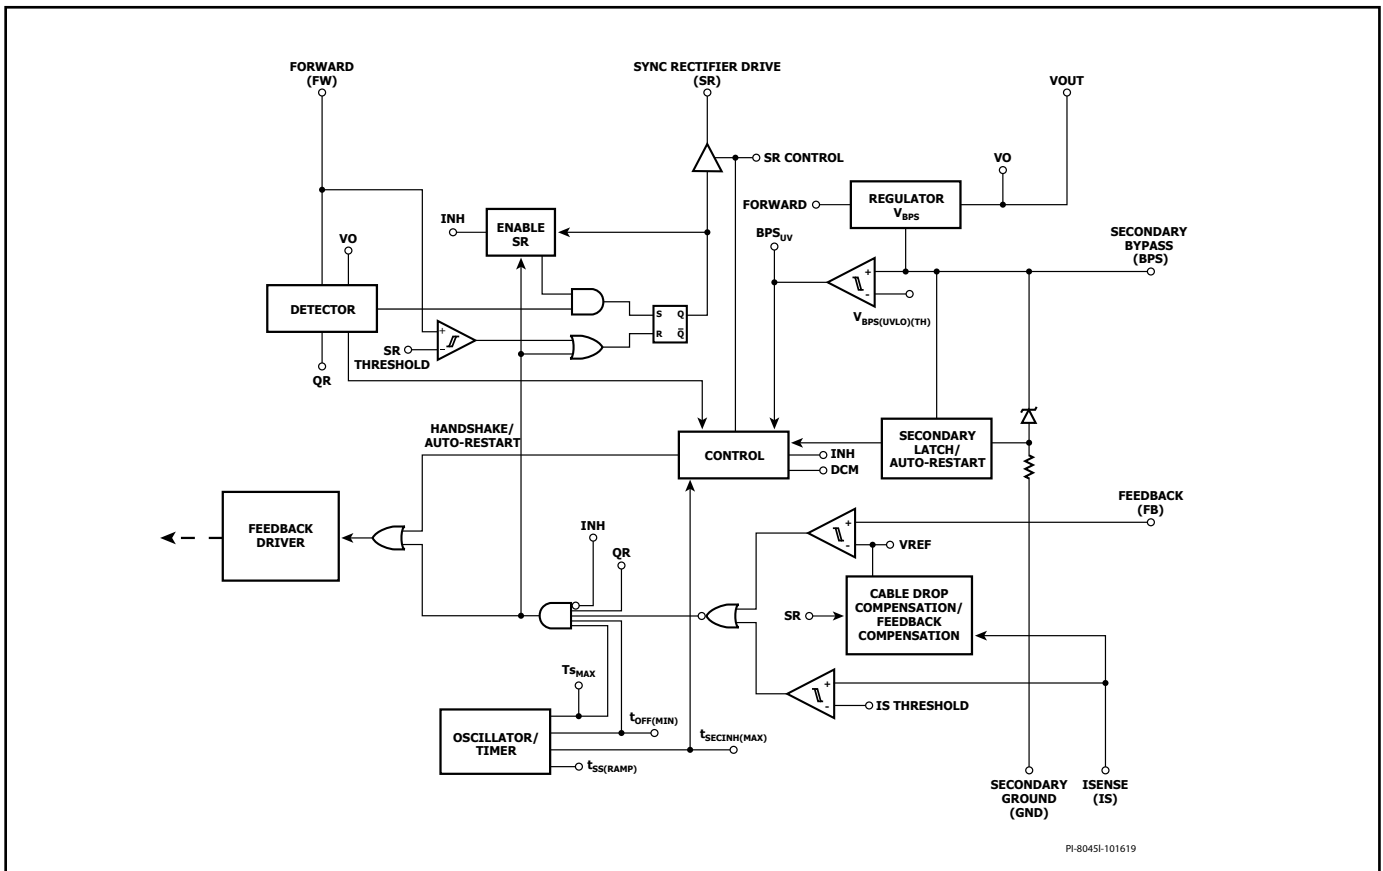 FORWARD
(FW)
SYNC RECTIFIER DRIVE
(SR)
VOUT
SR CONTROL
VO
FORWARD
REGULATOR
VBPS
INH
ENABLE
SR
VO
BPSUV
SECONDARY
BYPASS
(BPS)
+
-
VBPS(UVLO)(TH)
DETECTOR
S Q
R Q̅
+
-
SR
THRESHOLD
QR
HANDSHAKE/
AUTO-RESTART
CONTROL
INH
DCM
SECONDARY
LATCH/
AUTO-RESTART
FEEDBACK
DRIVER
INH
QR
FEEDBACK
(FB)
+
-
VREF
SR
CABLE DROP
COMPENSATION/
FEEDBACK
COMPENSATION
TSMAX
+
-
IS THRESHOLD
OSCILLATOR/
TIMER
tOFF(MIN)
tSECINH(MAX)
tSS(RAMP)
SECONDARY
GROUND
(GND)
ISENSE
(IS)
PI-8045l-101619